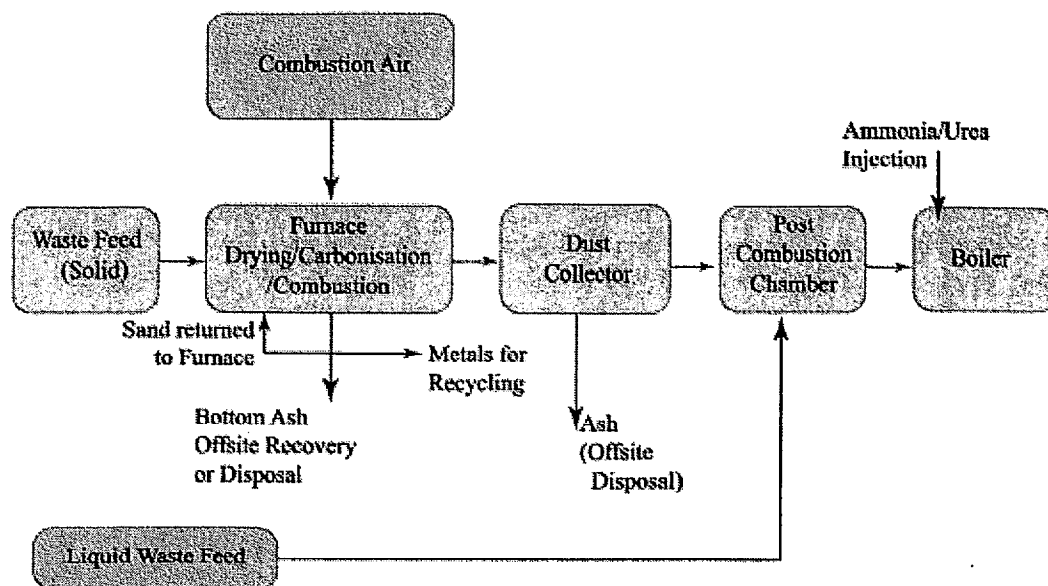 Combustion Air
Ammonia/Urea
Injection
Waste Feed
(Solid)
Furnace
Drying/Carbonisation
/Combustion
Dust
Collector
Post
Combustion
Chamber
Boiler
Sand returned
to Furnace
Metals for
Recycling
Bottom Ash
Offsite Recovery
or Disposal
Ash
(Offsite
Disposal)
Liquid Waste Feed